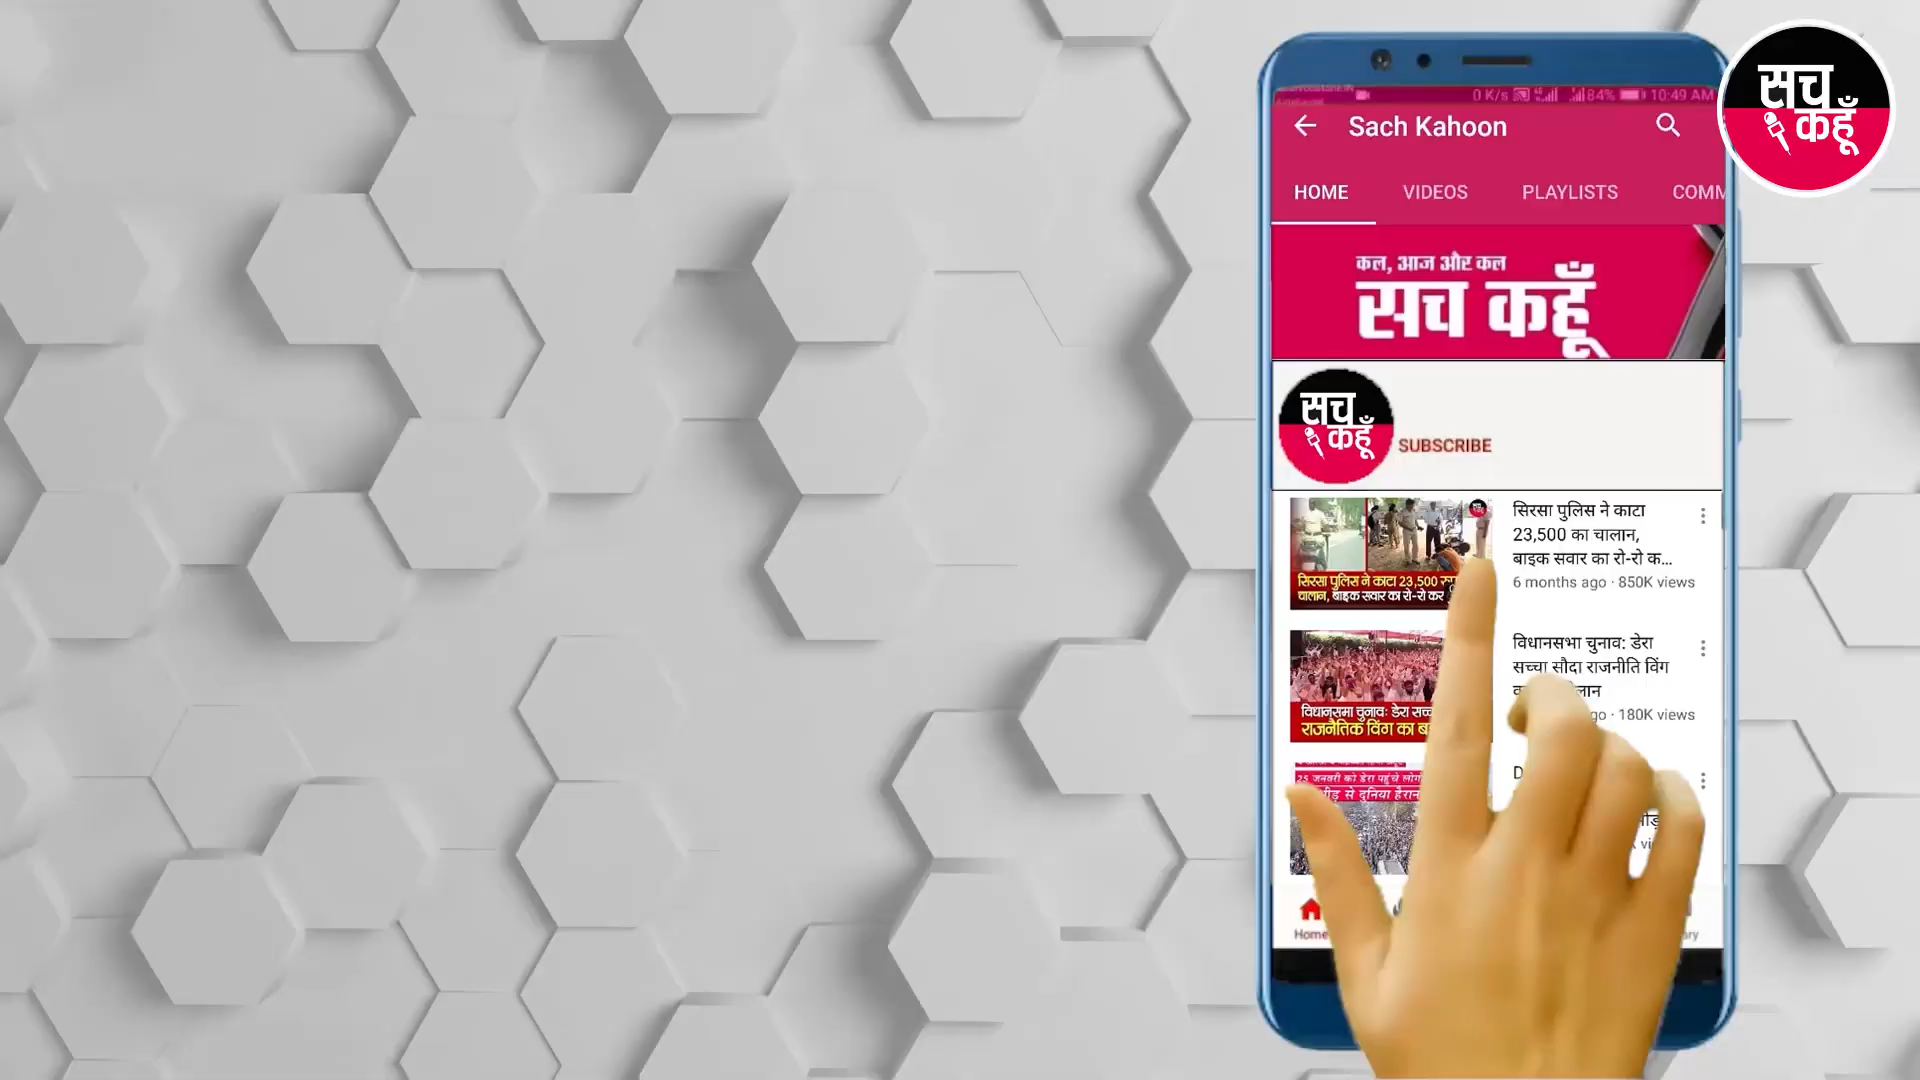 सच
कहूँ
0 K/s 84% 10:49 AM
Sach Kahoon
HOME VIDEOS PLAYLISTS COMM
कल, आज और कल
सच कहूँ
सच
कहूँ
SUBSCRIBE
सिरसा पुलिस ने काटा 23,500
चालान, बाइक सवार का रो-रो कर
सिरसा पुलिस ने काटा
23,500 का चालान,
बाइक सवार का रो-रो क...
6 months ago · 850K views
विधानसभा चुनाव: डेरा
राजनैतिक विंग का
विधानसभा चुनाव: डेरा
सच्चा सौदा राजनीति विंग
180K views
25 जनवरी को डेरा पहुंचे लोग
से दुनिया हैरान
Home